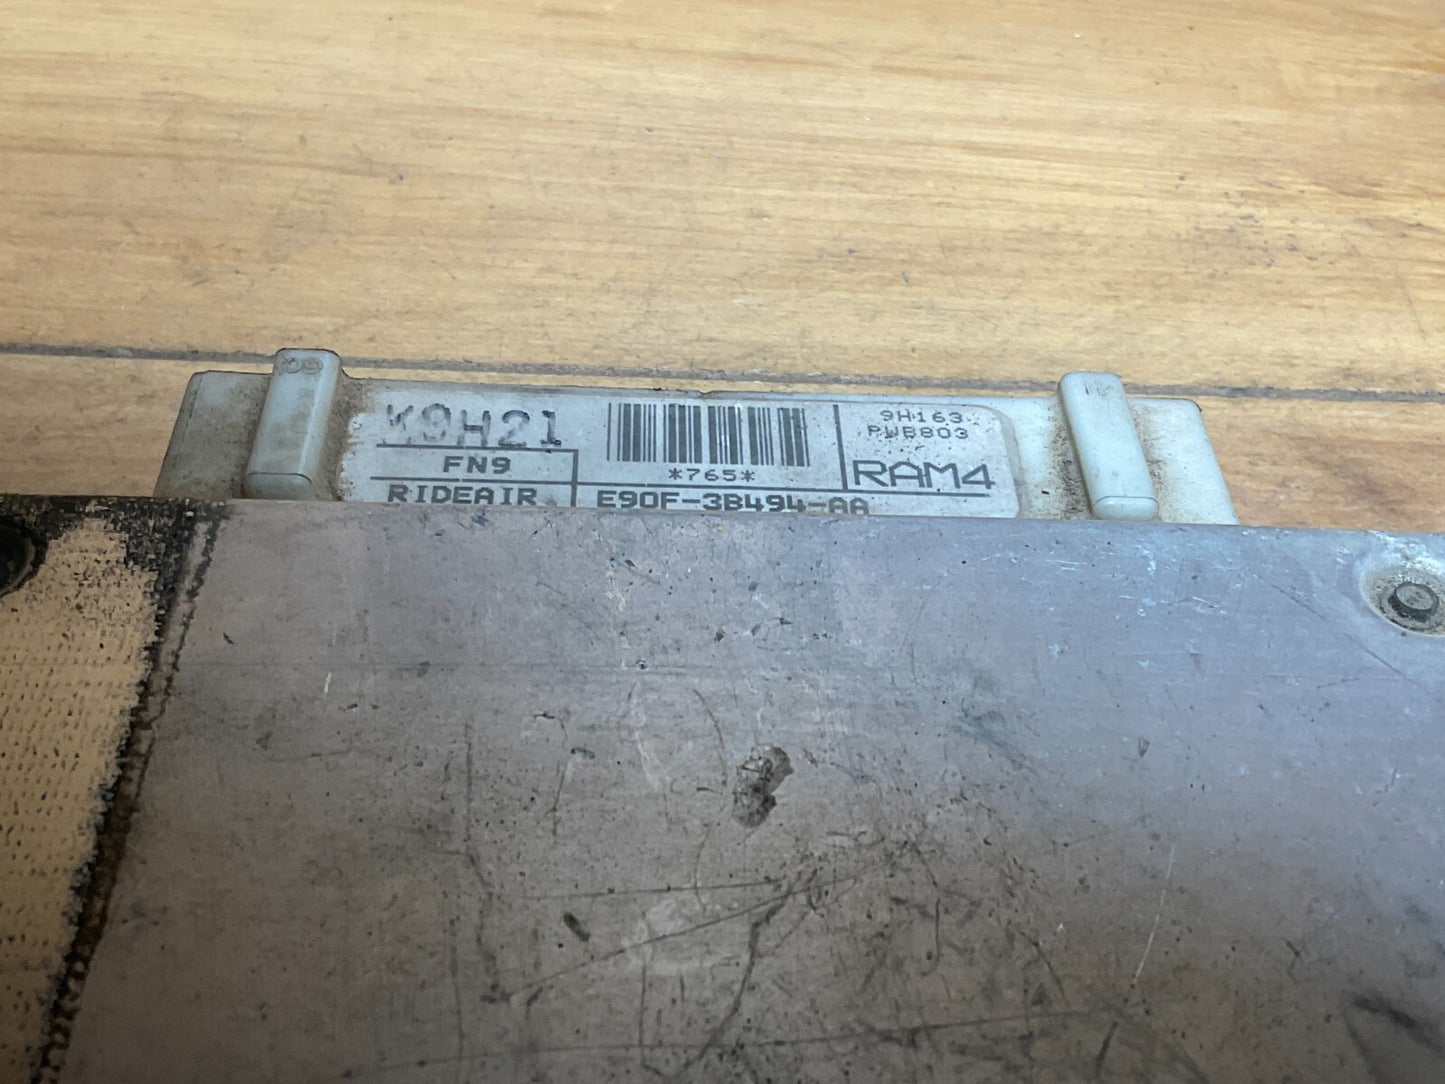 K9H21
FN9
RIDEAIR
*765*
E90F-3B494-AA
9H163
PWB803
RAM4